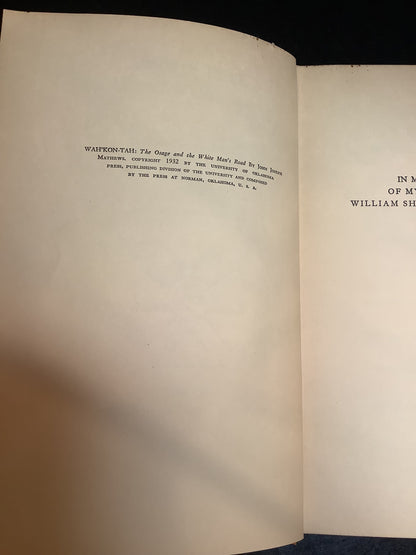 WAH'KON-TAH: The Osage and the White Man's Road By John Joseph
Mathews. COPYRIGHT 1932 BY THE UNIVERSITY OF OKLAHOMA
PRESS, PUBLISHING DIVISION OF THE UNIVERSITY AND COMPOSED
BY THE PRESS AT NORMAN, OKLAHOMA, U. S. A.
IN M
OF MY
WILLIAM SH